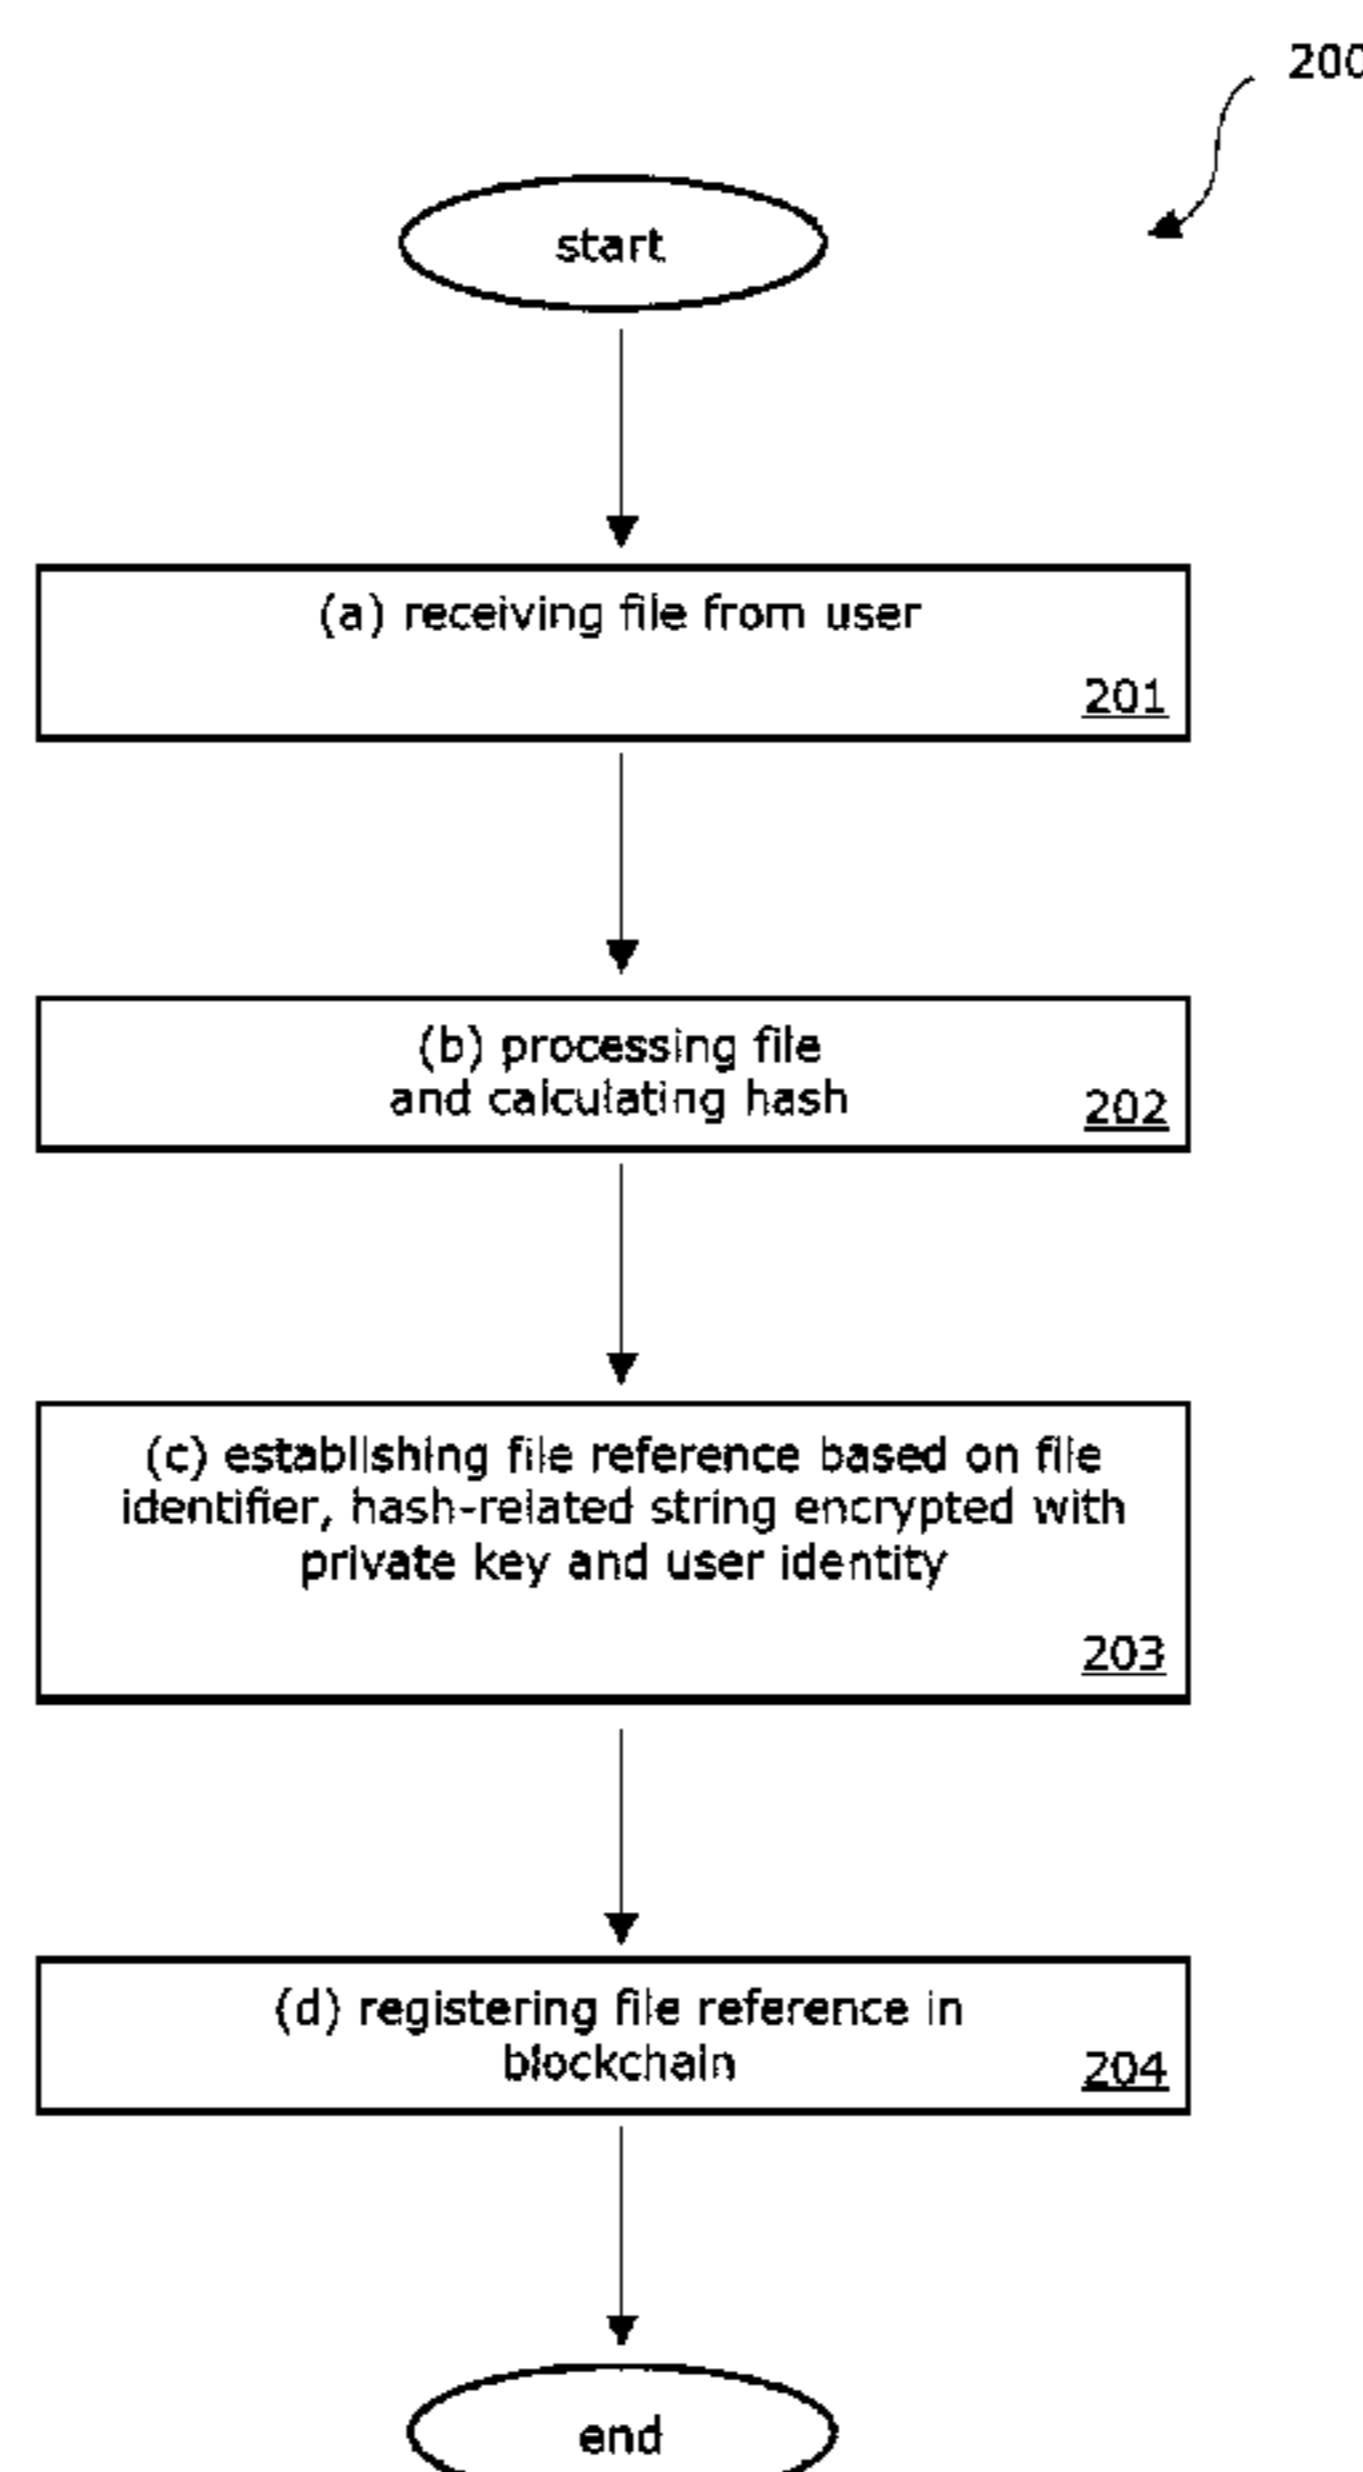 200
start
(a) receiving file from user
201
(b) processing file
and calculating hash
202
(c) establishing file reference based on file
identifier, hash-related string encrypted with
private key and user identity
203
(d) registering file reference in
blockchain
204
end